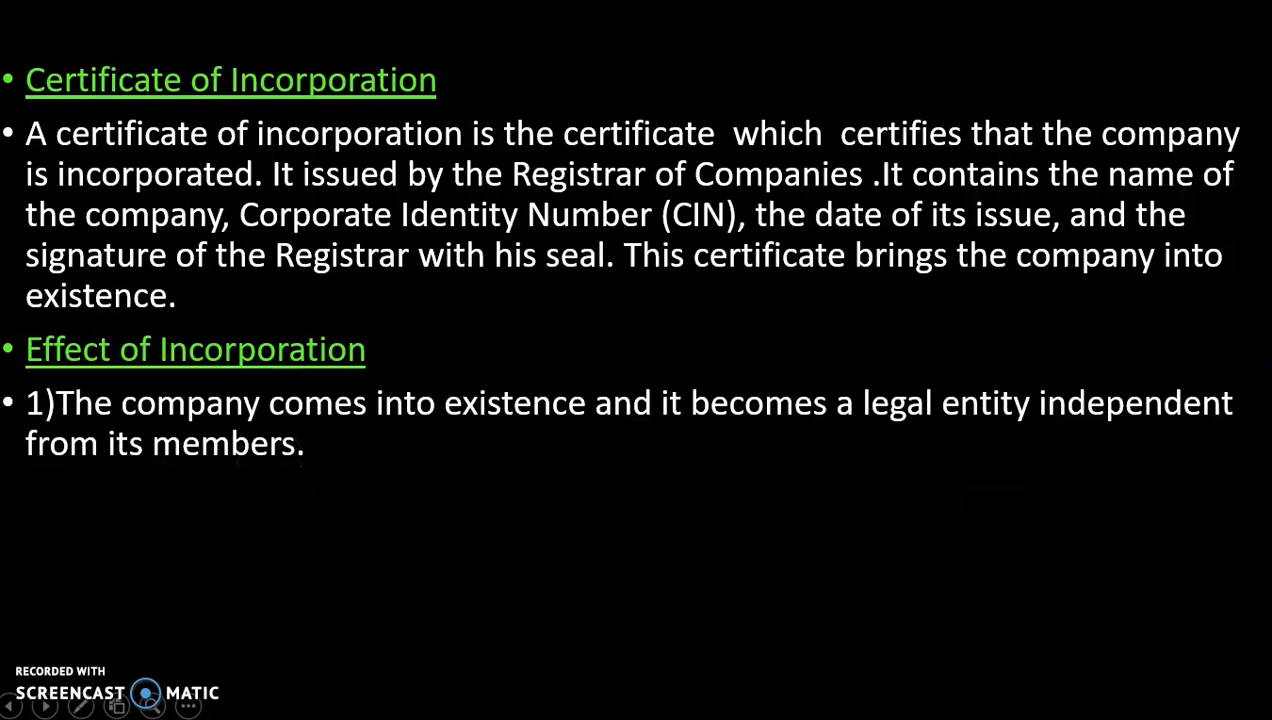 • Certificate of Incorporation
• A certificate of incorporation is the certificate which certifies that the company
is incorporated. It issued by the Registrar of Companies .It contains the name of
the company, Corporate Identity Number (CIN), the date of its issue, and the
signature of the Registrar with his seal. This certificate brings the company into
existence.
• Effect of Incorporation
• 1)The company comes into existence and it becomes a legal entity independent
from its members.
RECORDED WITH
SCREENCAST MATIC